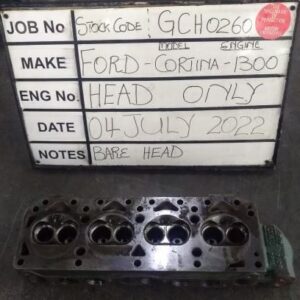 JOB No STOCK CODE GCH0260
MODEL ENGINE
MAKE FORD - CORTINA - 1300
ENG No. HEAD ONLY
DATE 04 JULY 2022
NOTES BARE HEAD